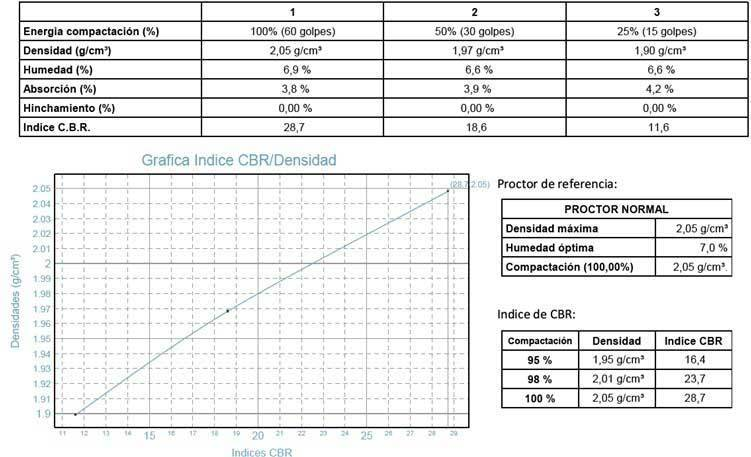 1 2 3
Energia compactación (%) 100% (60 golpes) 50% (30 golpes) 25% (15 golpes)
Densidad (g/cm³) 2,05 g/cm³ 1,97 g/cm³ 1,90 g/cm³
Humedad (%) 6,9 % 6,6 % 6,6 %
Absorción (%) 3,8 % 3,9 % 4,2 %
Hinchamiento (%) 0,00 % 0,00 % 0,00 %
Indice C.B.R. 28,7 18,6 11,6
Grafica Indice CBR/Densidad
(28,7,2.05)
Densidades (g/cm³)
2.05
2.04
2.03
2.02
2.01
2
1.99
1.98
1.97
1.96
1.95
1.94
1.93
1.92
1.91
1.9
11 12 13 14 15 16 17 18 19 20 21 22 23 24 25 26 27 28 29
Indices CBR
Proctor de referencia:
PROCTOR NORMAL
Densidad máxima 2,05 g/cm³
Humedad óptima 7,0 %
Compactación (100,00%) 2,05 g/cm³.
Indice de CBR:
Compactación Densidad Indice CBR
95 % 1,95 g/cm³ 16,4
98 % 2,01 g/cm³ 23,7
100 % 2,05 g/cm³ 28,7